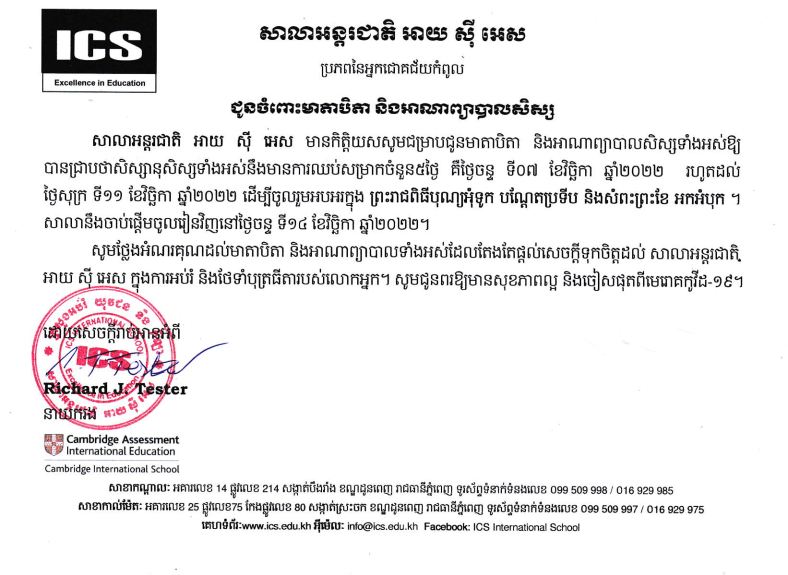 ICS
Excellence in Education
សាលាអន្តរជាតិ អាយ ស៊ី អេស
ប្រភពនៃអ្នកជោគជ័យកំពូល
ជូនចំពោះមាតាបិតា និងអាណាព្យាបាលសិស្ស
សាលាអន្តរជាតិ អាយ ស៊ី អេស មានកិត្តិយសសូមជម្រាបជូនមាតាបិតា និងអាណាព្យាបាលសិស្សទាំងអស់ឱ្យ
បានជ្រាបថាសិស្សានុសិស្សទាំងអស់នឹងមានការឈប់សម្រាកចំនួន៥ថ្ងៃ គឺថ្ងៃចន្ទ ទី០៧ ខែវិច្ឆិកា ឆ្នាំ២០២២ រហូតដល់
ថ្ងៃសុក្រ ទី១១ ខែវិច្ឆិកា ឆ្នាំ២០២២ ដើម្បីចូលរួមអបអរក្នុង ព្រះរាជពិធីបុណ្យអុំទូក បណ្តែតប្រទីប និងសំពះព្រះខែ អកអំបុក ។
សាលានឹងចាប់ផ្តើមចូលរៀនវិញនៅថ្ងៃចន្ទ ទី១៤ ខែវិច្ឆិកា ឆ្នាំ២០២២។
សូមថ្លែងអំណរគុណដល់មាតាបិតា និងអាណាព្យាបាលទាំងអស់ដែលតែងតែផ្តល់សេចក្តីទុកចិត្តដល់ សាលាអន្តរជាតិ
អាយ ស៊ី អេស ក្នុងការអប់រំ និងថែទាំបុត្រធីតារបស់លោកអ្នក។ សូមជូនពរឱ្យមានសុខភាពល្អ និងចៀសផុតពីមេរោគកូវីដ-១៩។
ដោយសេចក្តីរាប់អានអំពី
ICS INTERNATIONAL SCHOOL
ICS
Excellence in Education
Richard J. Tester
នាយករង
Cambridge Assessment
International Education
Cambridge International School
សាខាកណ្តាលៈ អគារលេខ 14 ផ្លូវលេខ 214 សង្កាត់បឹងរាំង ខណ្ឌដូនពេញ រាជធានីភ្នំពេញ ទូរស័ព្ទទំនាក់ទំនងលេខ 099 509 998 / 016 929 985
សាខាកាល់ម៉ែតៈ អគារលេខ 25 ផ្លូវលេខ75 កែងផ្លូវលេខ 80 សង្កាត់ស្រះចក ខណ្ឌដូនពេញ រាជធានីភ្នំពេញ ទូរស័ព្ទទំនាក់ទំនងលេខ 099 509 997 / 016 929 975
គេហទំព័រៈwww.ics.edu.kh អ៊ីម៉ែលៈ info@ics.edu.kh Facebook: ICS International School